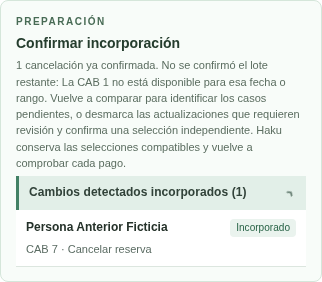 PREPARACIÓN
Confirmar incorporación
1 cancelación ya confirmada. No se confirmó el lote
restante: La CAB 1 no está disponible para esa fecha o
rango. Vuelve a comparar para identificar los casos
pendientes, o desmarca las actualizaciones que requieren
revisión y confirma una selección independiente. Haku
conserva las selecciones compatibles y vuelve a
comprobar cada pago.
Cambios detectados incorporados (1)
Persona Anterior Ficticia
Incorporado
CAB 7 · Cancelar reserva